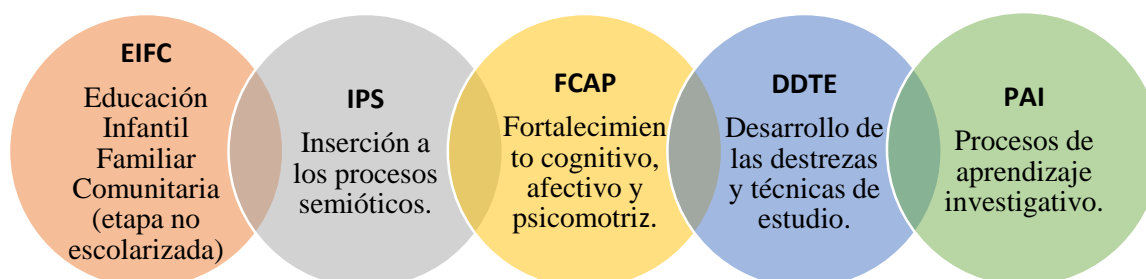 EIFC
Educación
Infantil
Familiar
Comunitaria
(etapa no
escolarizada)
IPS
Inserción a
los procesos
semióticos.
FCAP
Fortalecimien
to cognitivo,
afectivo y
psicomotriz.
DDTE
Desarrollo de
las destrezas
y técnicas de
estudio.
PAI
Procesos de
aprendizaje
investigativo.